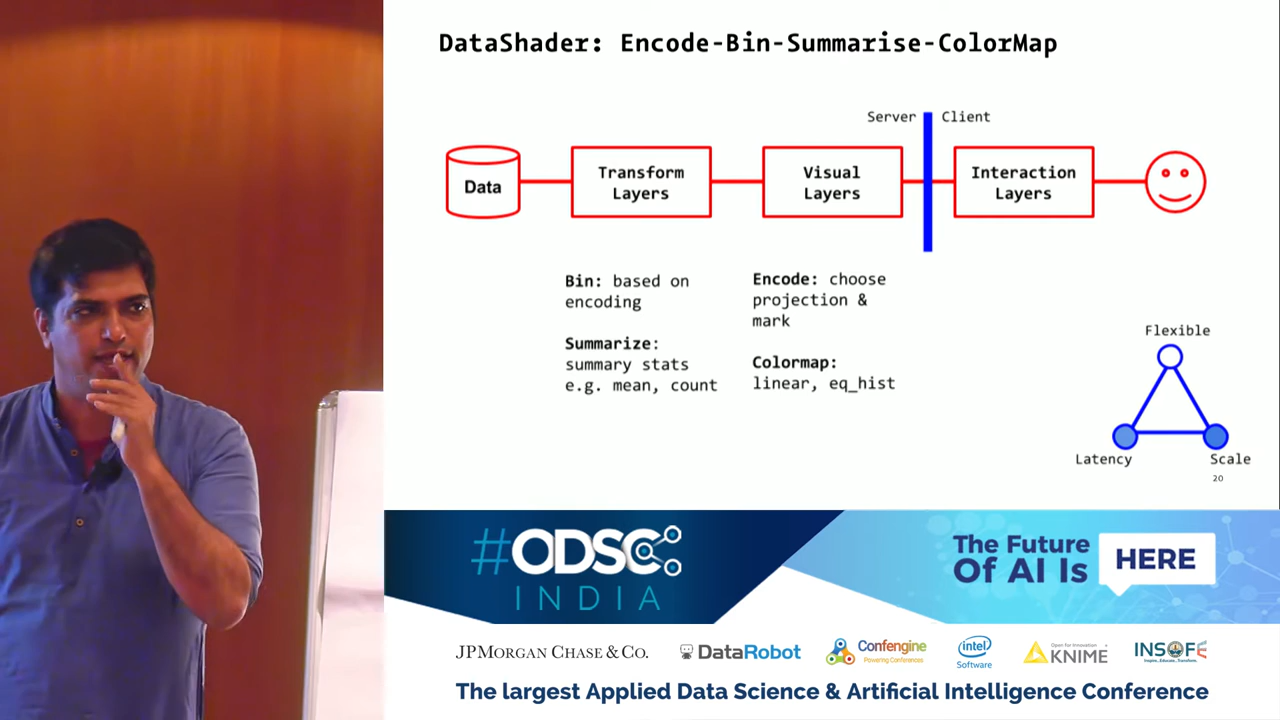 DataShader: Encode-Bin-Summarise-ColorMap
Server
Client
Data
Transform
Layers
Visual
Layers
Interaction
Layers
Bin: based on
encoding
Summarize:
summary stats
e.g. mean, count
Encode: choose
projection &
mark
Colormap:
linear, eq_hist
Flexible
Latency
Scale
20
#ODSC
INDIA
The Future
Of AI Is
HERE
JPMORGAN CHASE & CO.
DataRobot
Confengine
Powering Conferences
intel
Software
Open for Innovation
KNIME
INSOFE
Inspire...Educate...Transform.
The largest Applied Data Science & Artificial Intelligence Conference